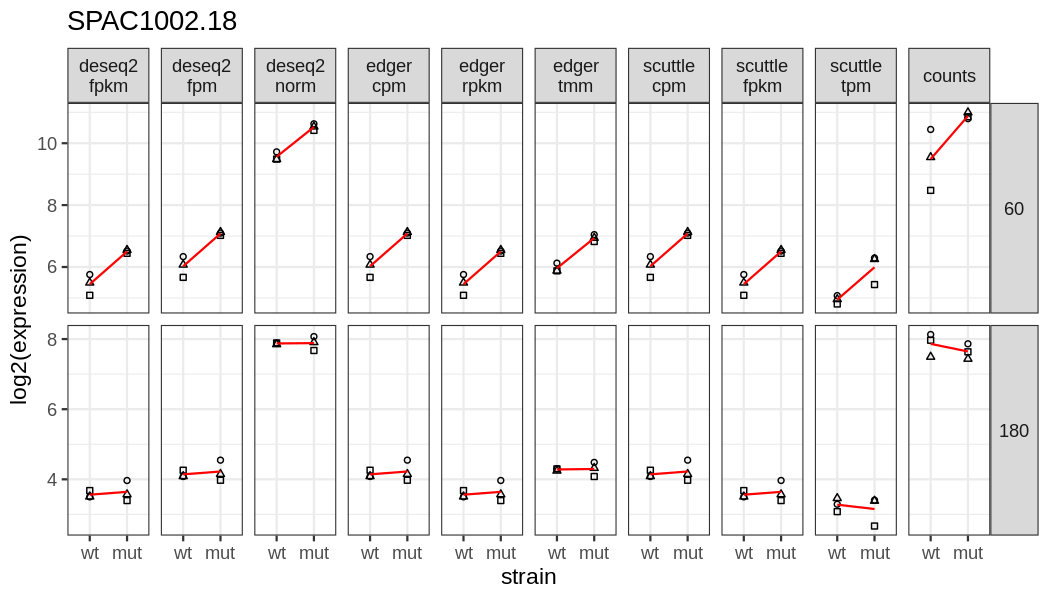 SPAC1002.18
deseq2 fpkm
deseq2 fpm
deseq2 norm
edger cpm
edger rpkm
edger tmm
scuttle cpm
scuttle fpkm
scuttle tpm
counts
10
8
6
60
8
6
4
180
log2(expression)
wt mut wt mut wt mut wt mut wt mut wt mut wt mut wt mut wt mut wt mut
strain